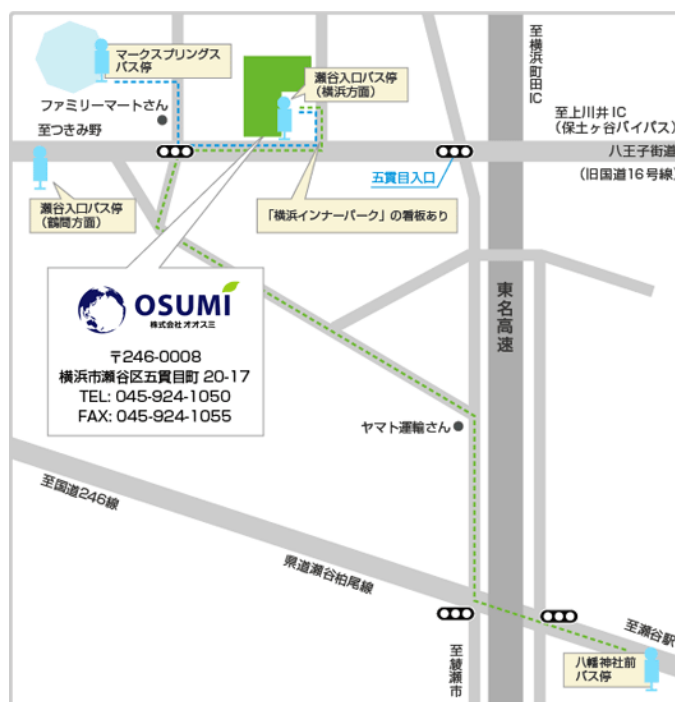 マークスプリングス
バス停
瀬谷入口バス停
(横浜方面)
至横浜町田IC
ファミリーマートさん
至上川井IC
(保土ヶ谷バイパス)
至つきみ野
八王子街道
五貫目入口
(旧国道16号線)
瀬谷入口バス停
(鶴間方面)
「横浜インナーパーク」の看板あり
OSUMI
株式会社オオスミ
〒246-0008
横浜市瀬谷区五貫目町 20-17
TEL: 045-924-1050
FAX: 045-924-1055
東名高速
ヤマト運輸さん
至国道246線
県道瀬谷柏尾線
至瀬谷駅
至綾瀬市
八幡神社前
バス停